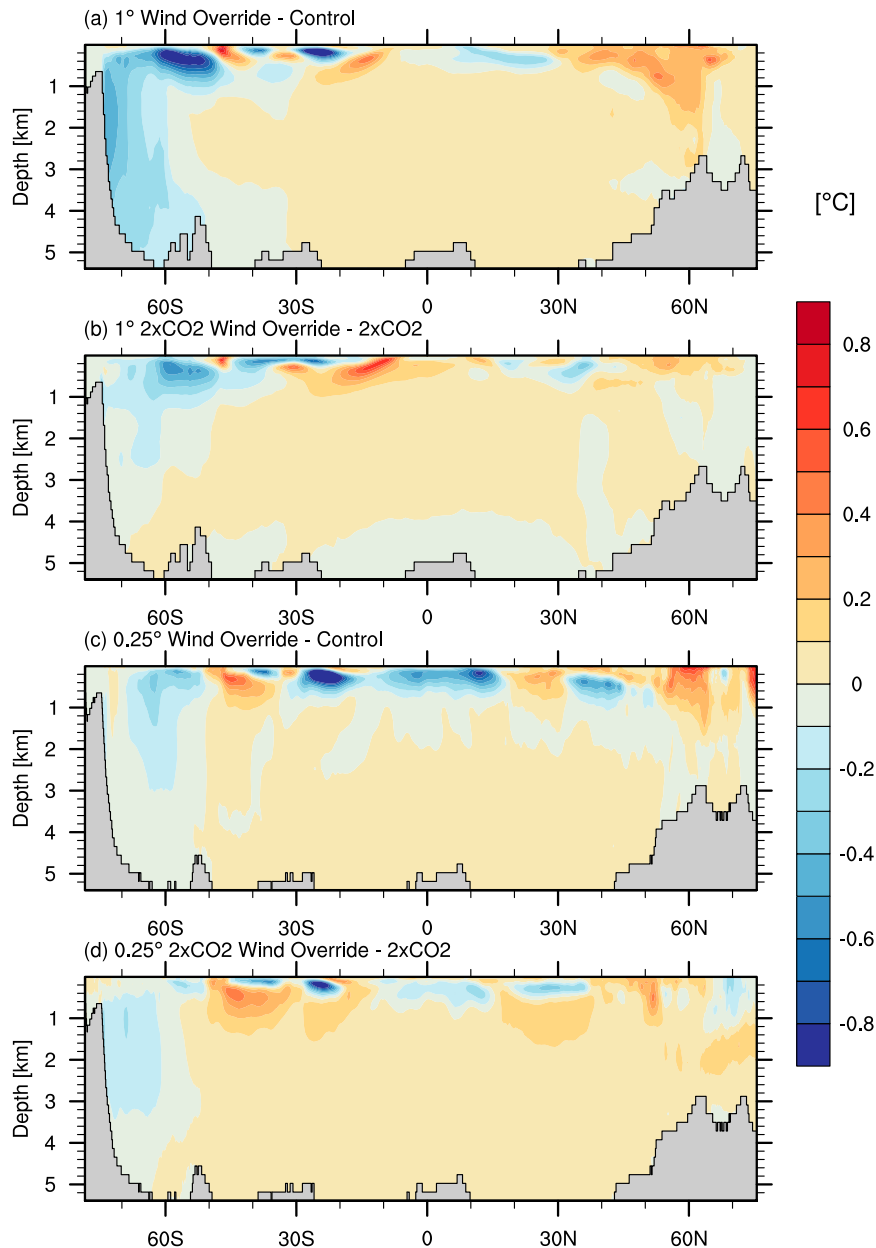 (a) 1° Wind Override - Control
Depth [km]
1
2
3
4
5
60S 30S 0 30N 60N
[°C]
(b) 1° 2xCO2 Wind Override - 2xCO2
Depth [km]
1
2
3
4
5
60S 30S 0 30N 60N
0.8
0.6
0.4
0.2
0
-0.2
-0.4
-0.6
-0.8
(c) 0.25° Wind Override - Control
Depth [km]
1
2
3
4
5
60S 30S 0 30N 60N
(d) 0.25° 2xCO2 Wind Override - 2xCO2
Depth [km]
1
2
3
4
5
60S 30S 0 30N 60N